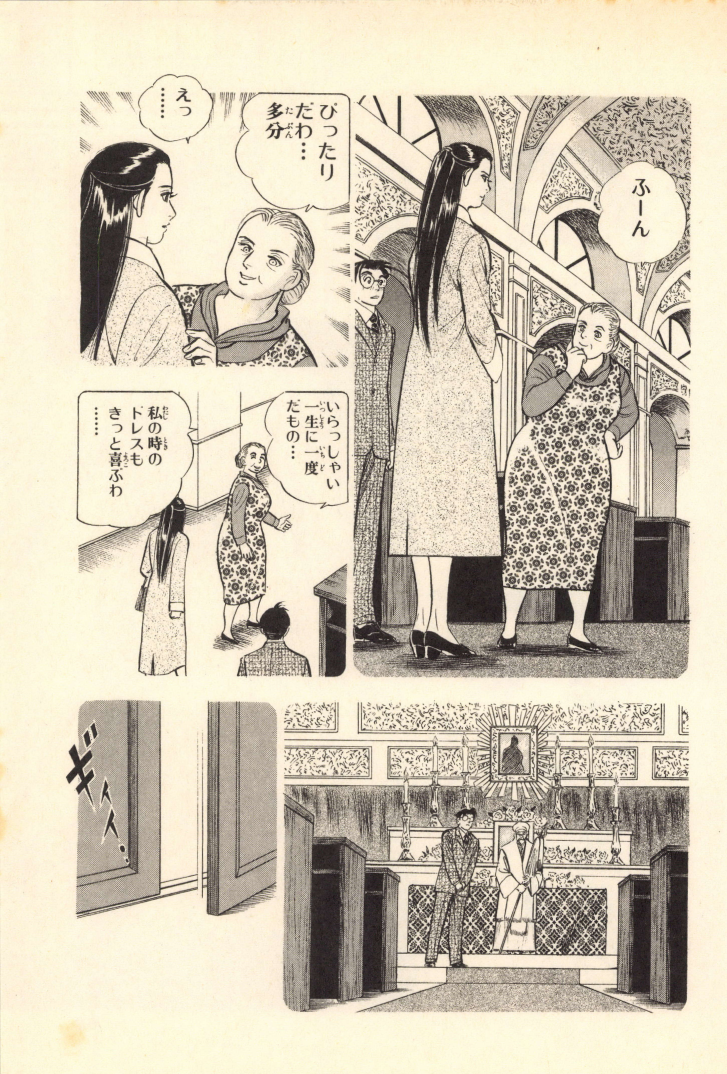 ふーん
ぴったり
だわ…
多分
えっ
……
いらっしゃい
一生に一度
だもの…
私の時の
ドレスも
きっと喜ぶわ
……
ギイイ・